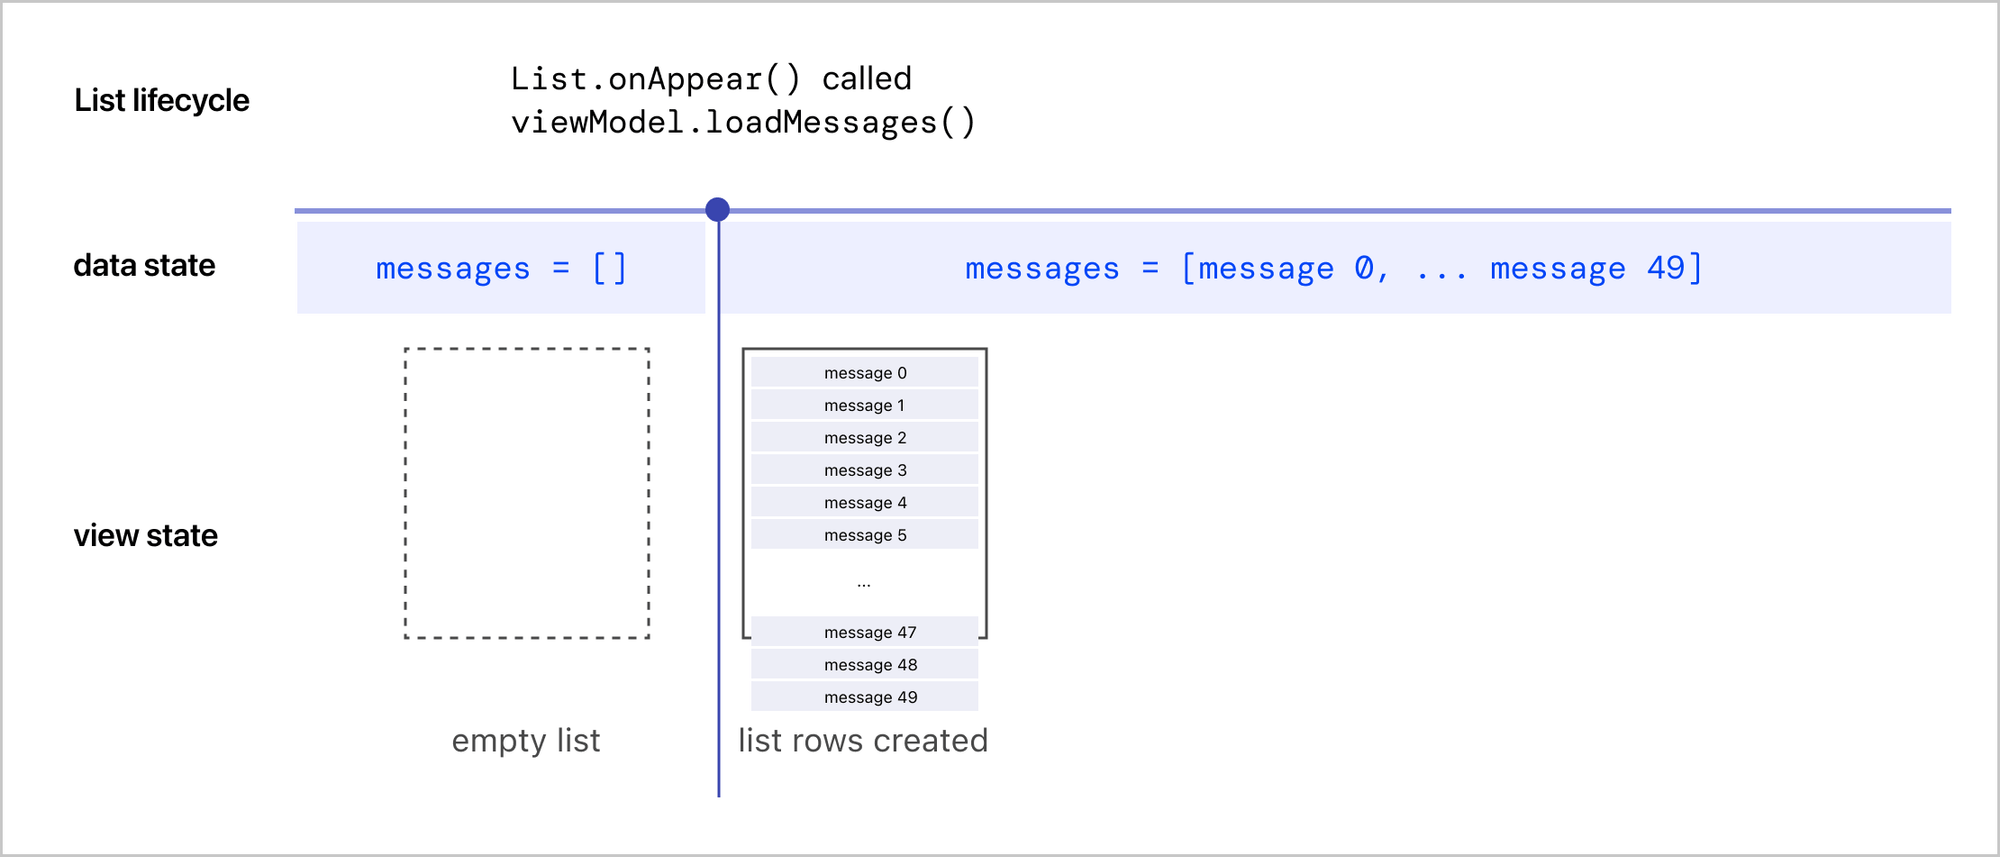 List lifecycle
List.onAppear() called
viewModel.loadMessages()
data state
messages = []
messages = [message 0, ... message 49]
view state
message 0
message 1
message 2
message 3
message 4
message 5
...
message 47
message 48
message 49
empty list
list rows created